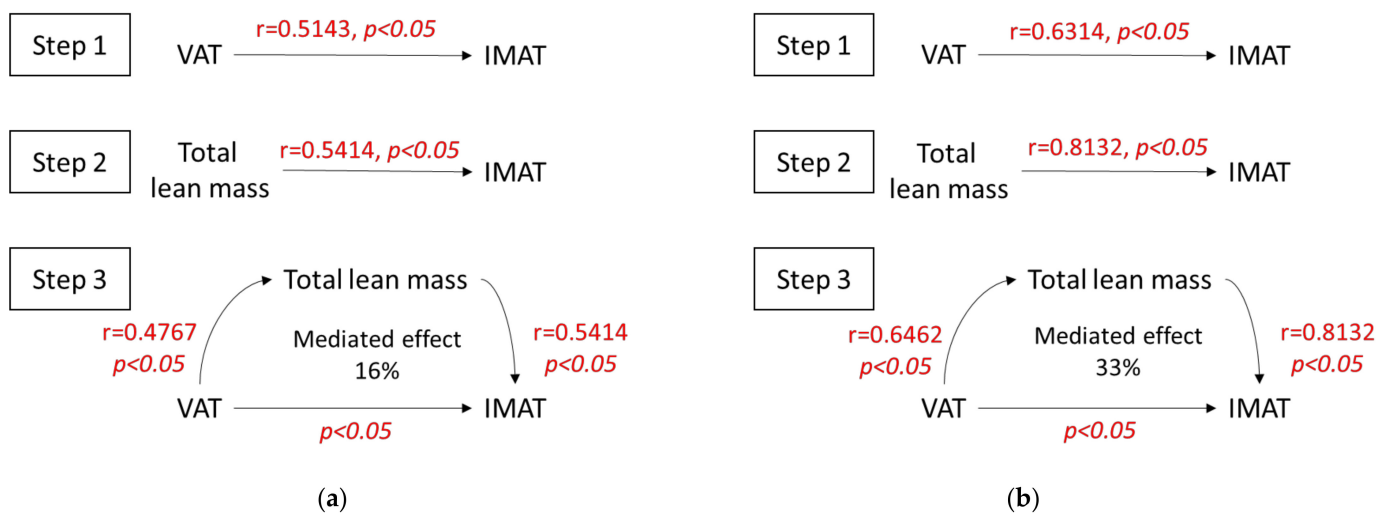 Step 1
VAT
r=0.5143, p<0.05
IMAT
Step 2
Total
lean mass
r=0.5414, p<0.05
IMAT
Step 3
Total lean mass
r=0.4767
p<0.05
Mediated effect
16%
r=0.5414
p<0.05
VAT
IMAT
p<0.05
(a)
Step 1
VAT
r=0.6314, p<0.05
IMAT
Step 2
Total
lean mass
r=0.8132, p<0.05
IMAT
Step 3
Total lean mass
r=0.6462
p<0.05
Mediated effect
33%
r=0.8132
p<0.05
VAT
IMAT
p<0.05
(b)